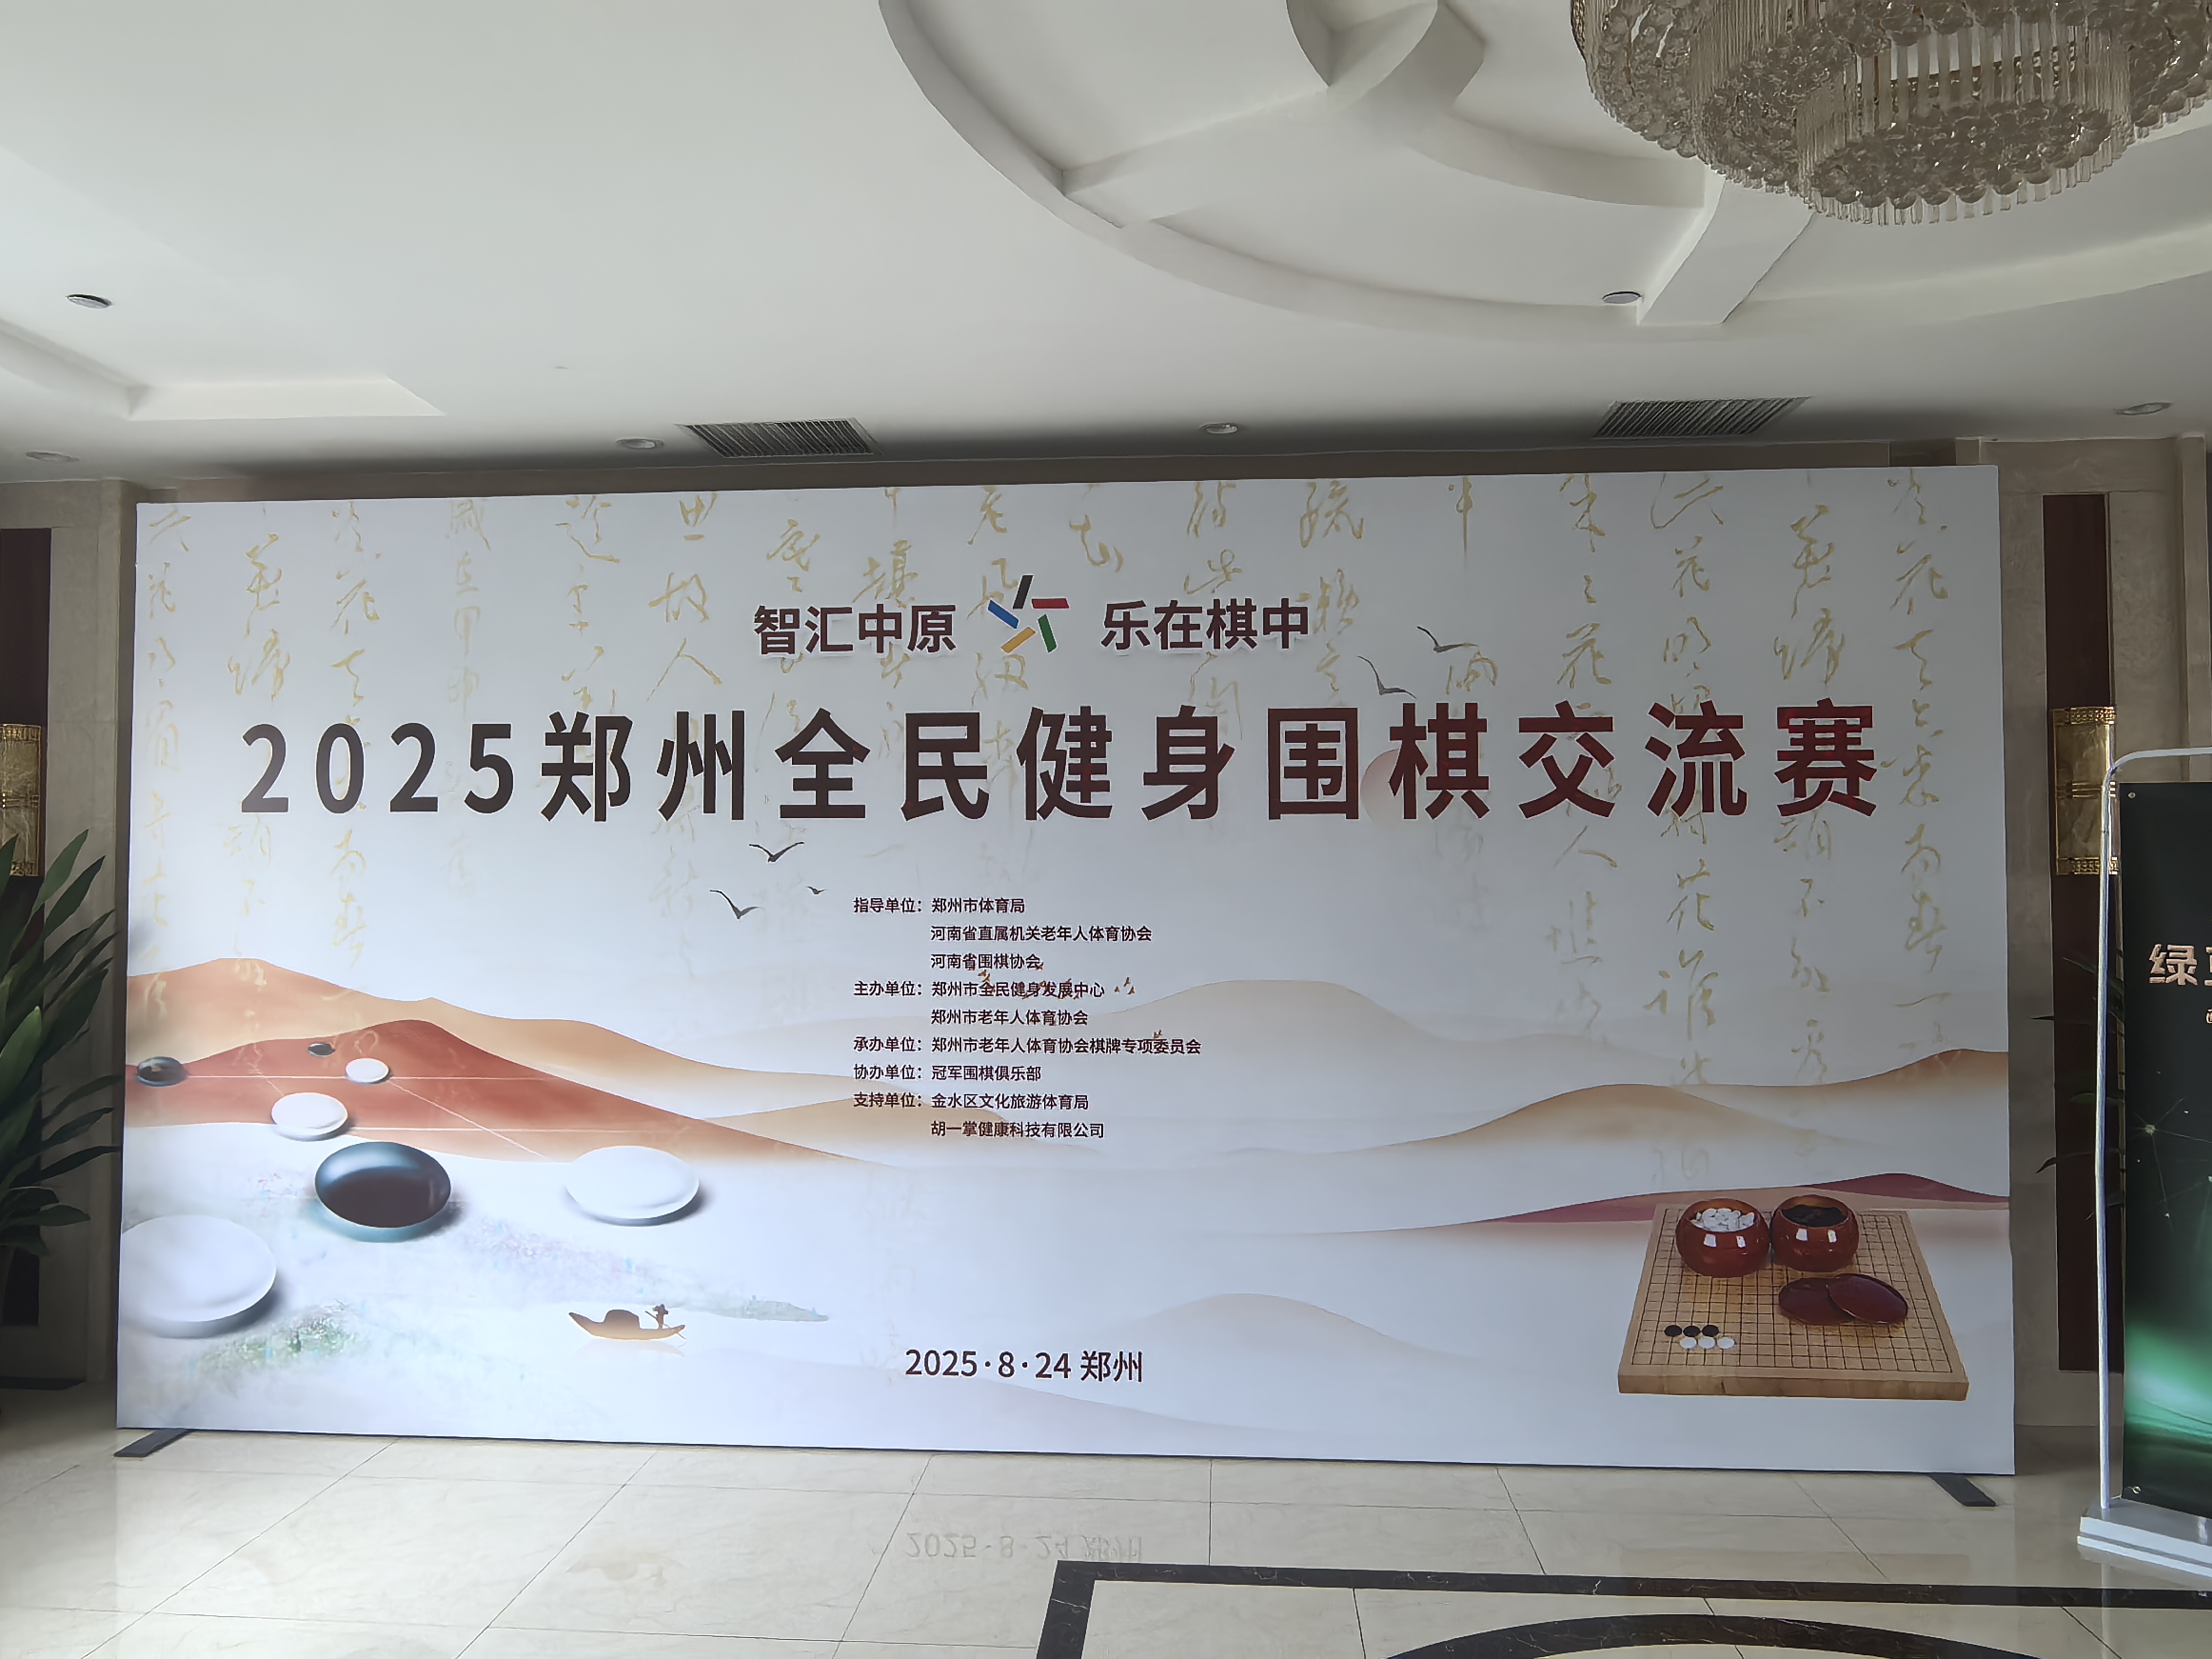 智汇中原 乐在棋中
2025郑州全民健身围棋交流赛
指导单位：郑州市体育局
河南省直属机关老年人体育协会
河南省围棋协会
主办单位：郑州市全民健身发展中心
郑州市老年人体育协会
承办单位：郑州市老年人体育协会棋牌专项委员会
协办单位：冠军围棋俱乐部
支持单位：金水区文化旅游体育局
胡一掌健康科技有限公司
2025·8·24 郑州
绿